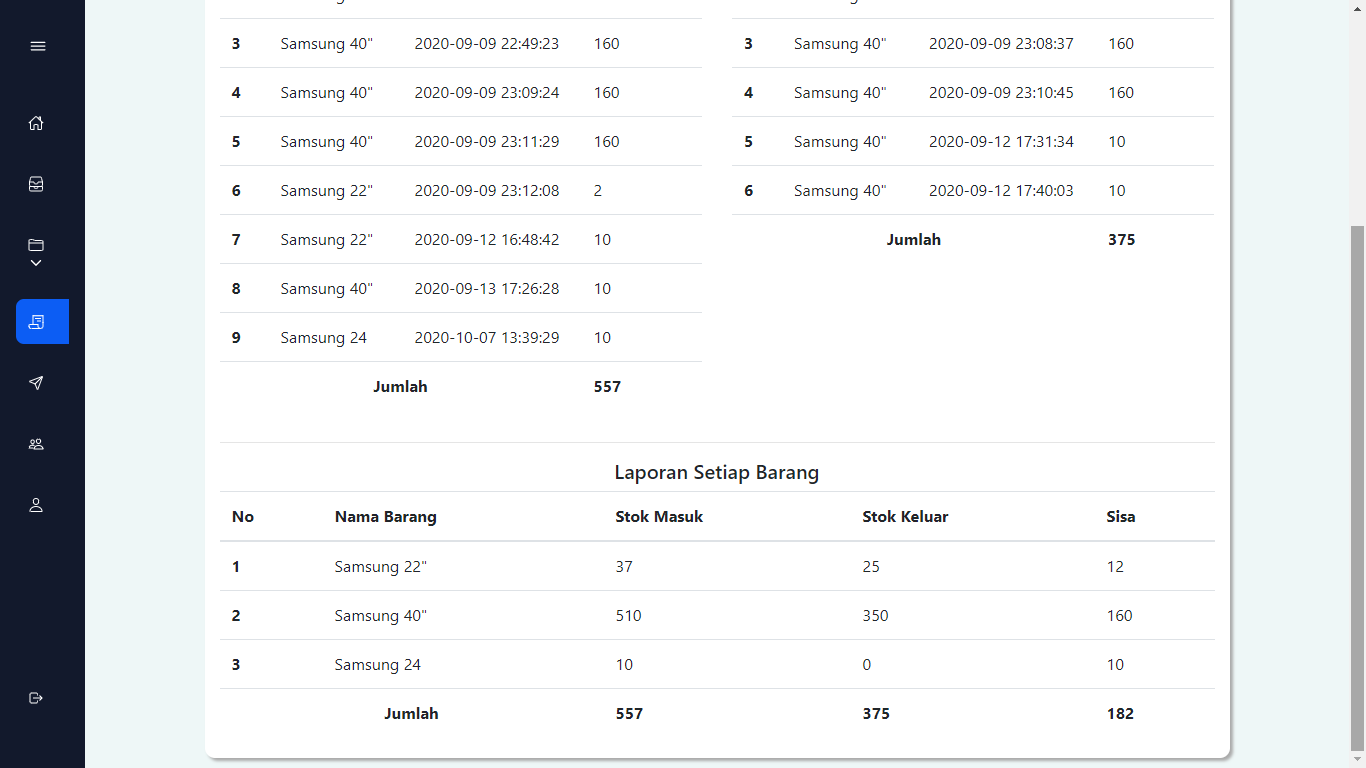 3 Samsung 40" 2020-09-09 22:49:23 160
4 Samsung 40" 2020-09-09 23:09:24 160
5 Samsung 40" 2020-09-09 23:11:29 160
6 Samsung 22" 2020-09-09 23:12:08 2
7 Samsung 22" 2020-09-12 16:48:42 10
8 Samsung 40" 2020-09-13 17:26:28 10
9 Samsung 24 2020-10-07 13:39:29 10
Jumlah 557
3 Samsung 40" 2020-09-09 23:08:37 160
4 Samsung 40" 2020-09-09 23:10:45 160
5 Samsung 40" 2020-09-12 17:31:34 10
6 Samsung 40" 2020-09-12 17:40:03 10
Jumlah 375
Laporan Setiap Barang
No Nama Barang Stok Masuk Stok Keluar Sisa
1 Samsung 22" 37 25 12
2 Samsung 40" 510 350 160
3 Samsung 24 10 0 10
Jumlah 557 375 182